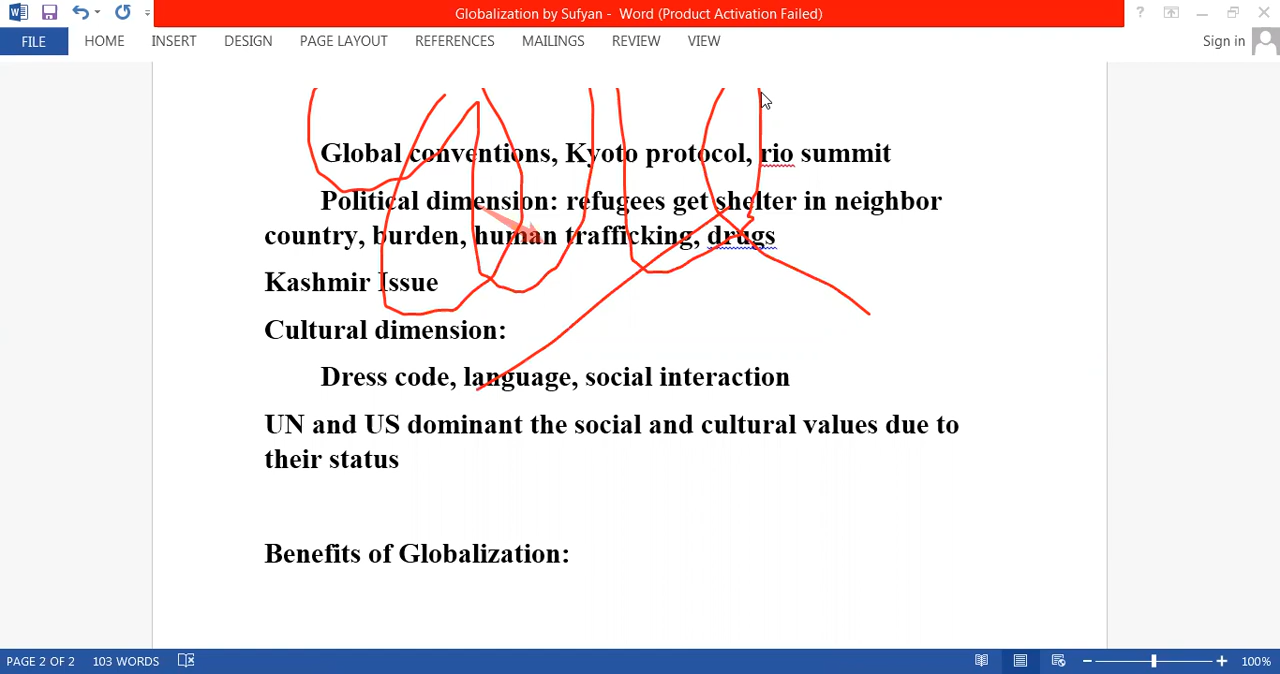 Globalization by Sufyan - Word (Product Activation Failed)
?
FILE HOME INSERT DESIGN PAGE LAYOUT REFERENCES MAILINGS REVIEW VIEW Sign in
Global conventions, Kyoto protocol, rio summit
Political dimension: refugees get shelter in neighbor
country, burden, human trafficking, drugs
Kashmir Issue
Cultural dimension:
Dress code, language, social interaction
UN and US dominant the social and cultural values due to
their status
Benefits of Globalization:
PAGE 2 OF 2 103 WORDS 100%